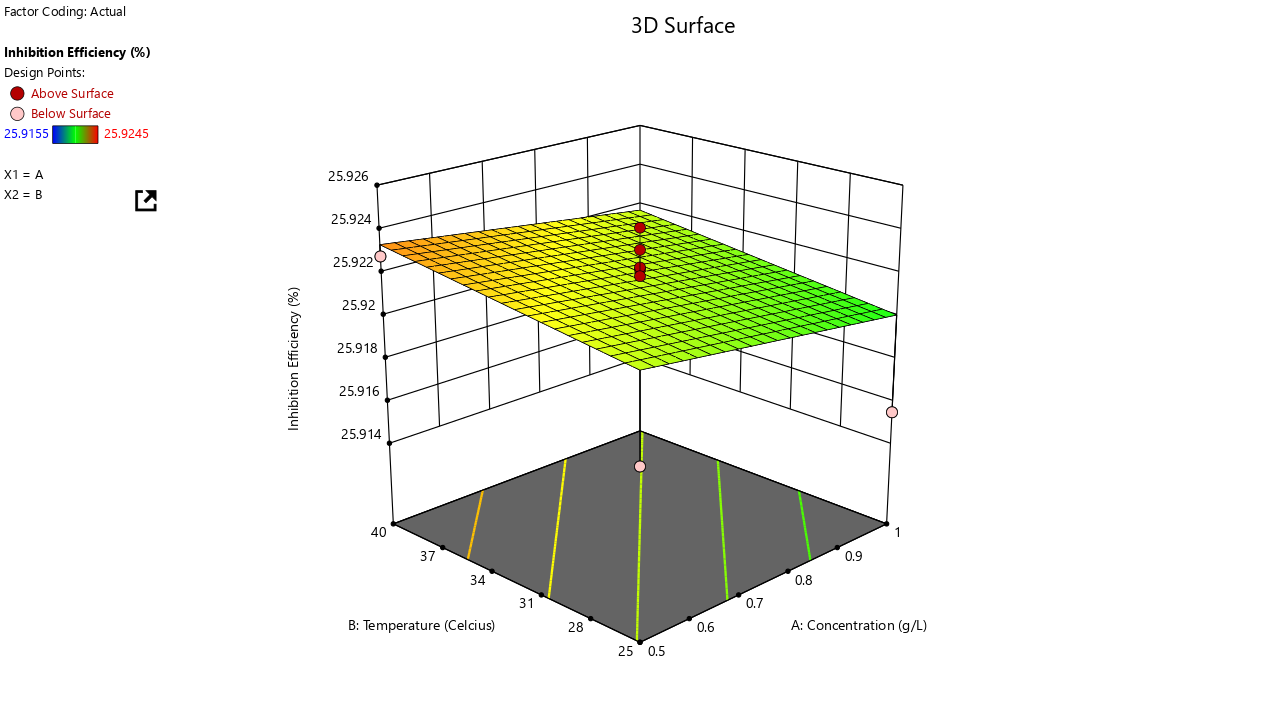 Factor Coding: Actual
3D Surface
Inhibition Efficiency (%)
Design Points:
Above Surface
Below Surface
25.9155 25.9245
X1 = A
X2 = B
25.926
25.924
25.922
25.92
25.918
25.916
25.914
Inhibition Efficiency (%)
40
37
34
31
28
25
B: Temperature (Celcius)
0.5
0.6
0.7
0.8
0.9
1
A: Concentration (g/L)